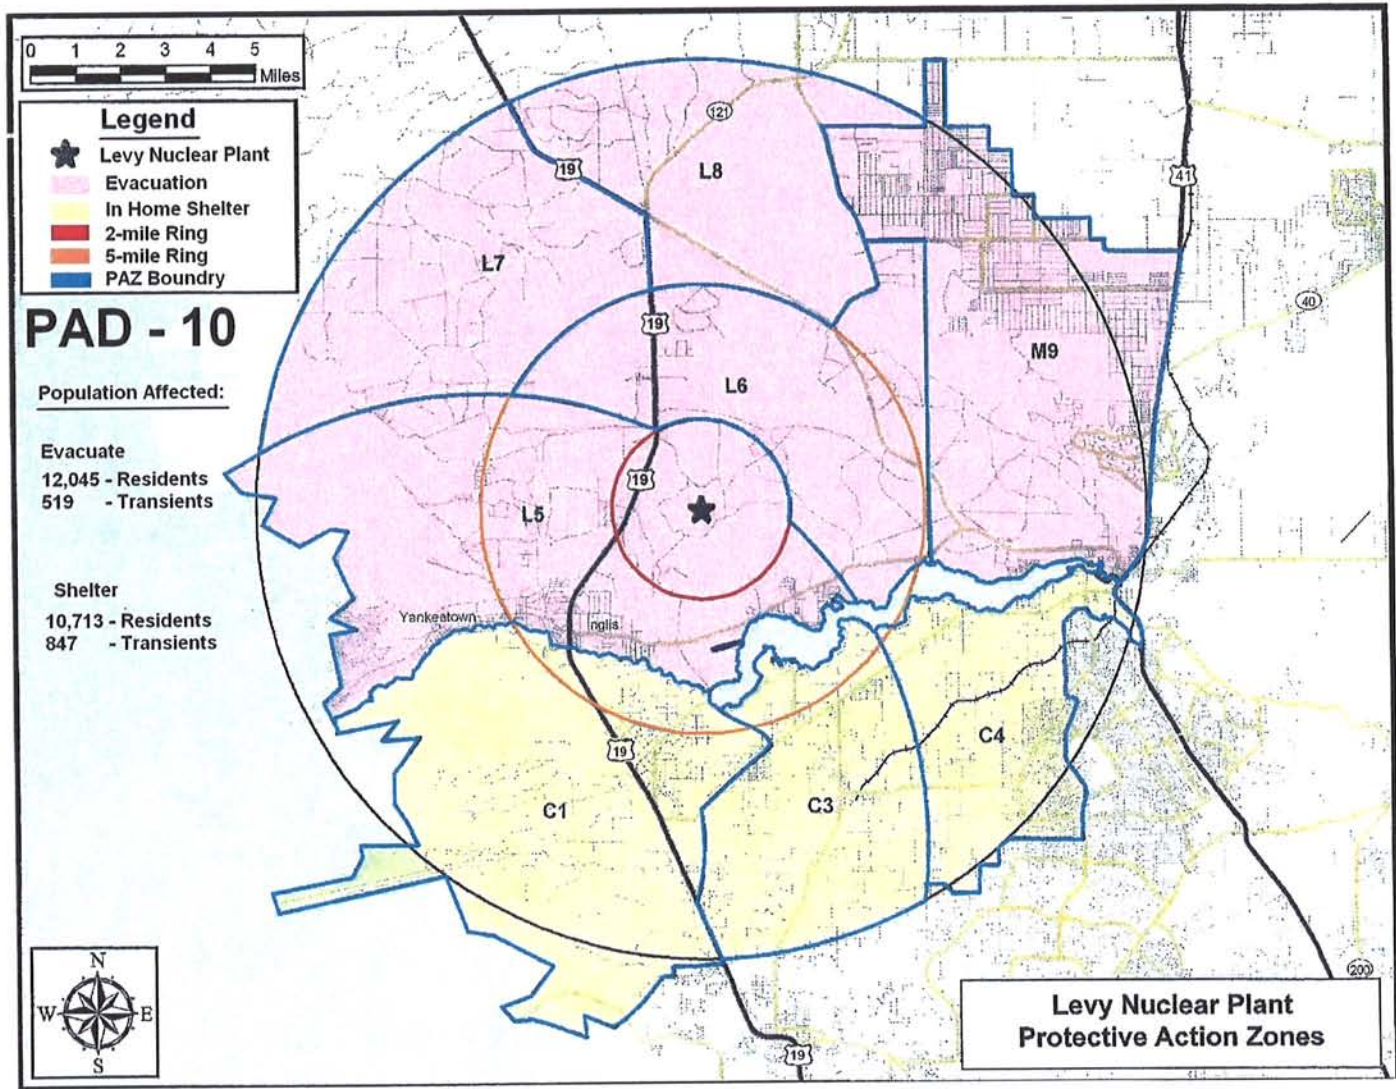 0 1 2 3 4 5
Miles
Legend
Levy Nuclear Plant
Evacuation
In Home Shelter
2-mile Ring
5-mile Ring
PAZ Boundry
PAD - 10
Population Affected:
Evacuate
12,045 - Residents
519 - Transients
Shelter
10,713 - Residents
847 - Transients
121
19
L8
41
L7
40
19
M9
L6
19
L5
Yankeetown
Inglis
19
C4
C3
C1
N
W E
S
200
19
Levy Nuclear Plant
Protective Action Zones